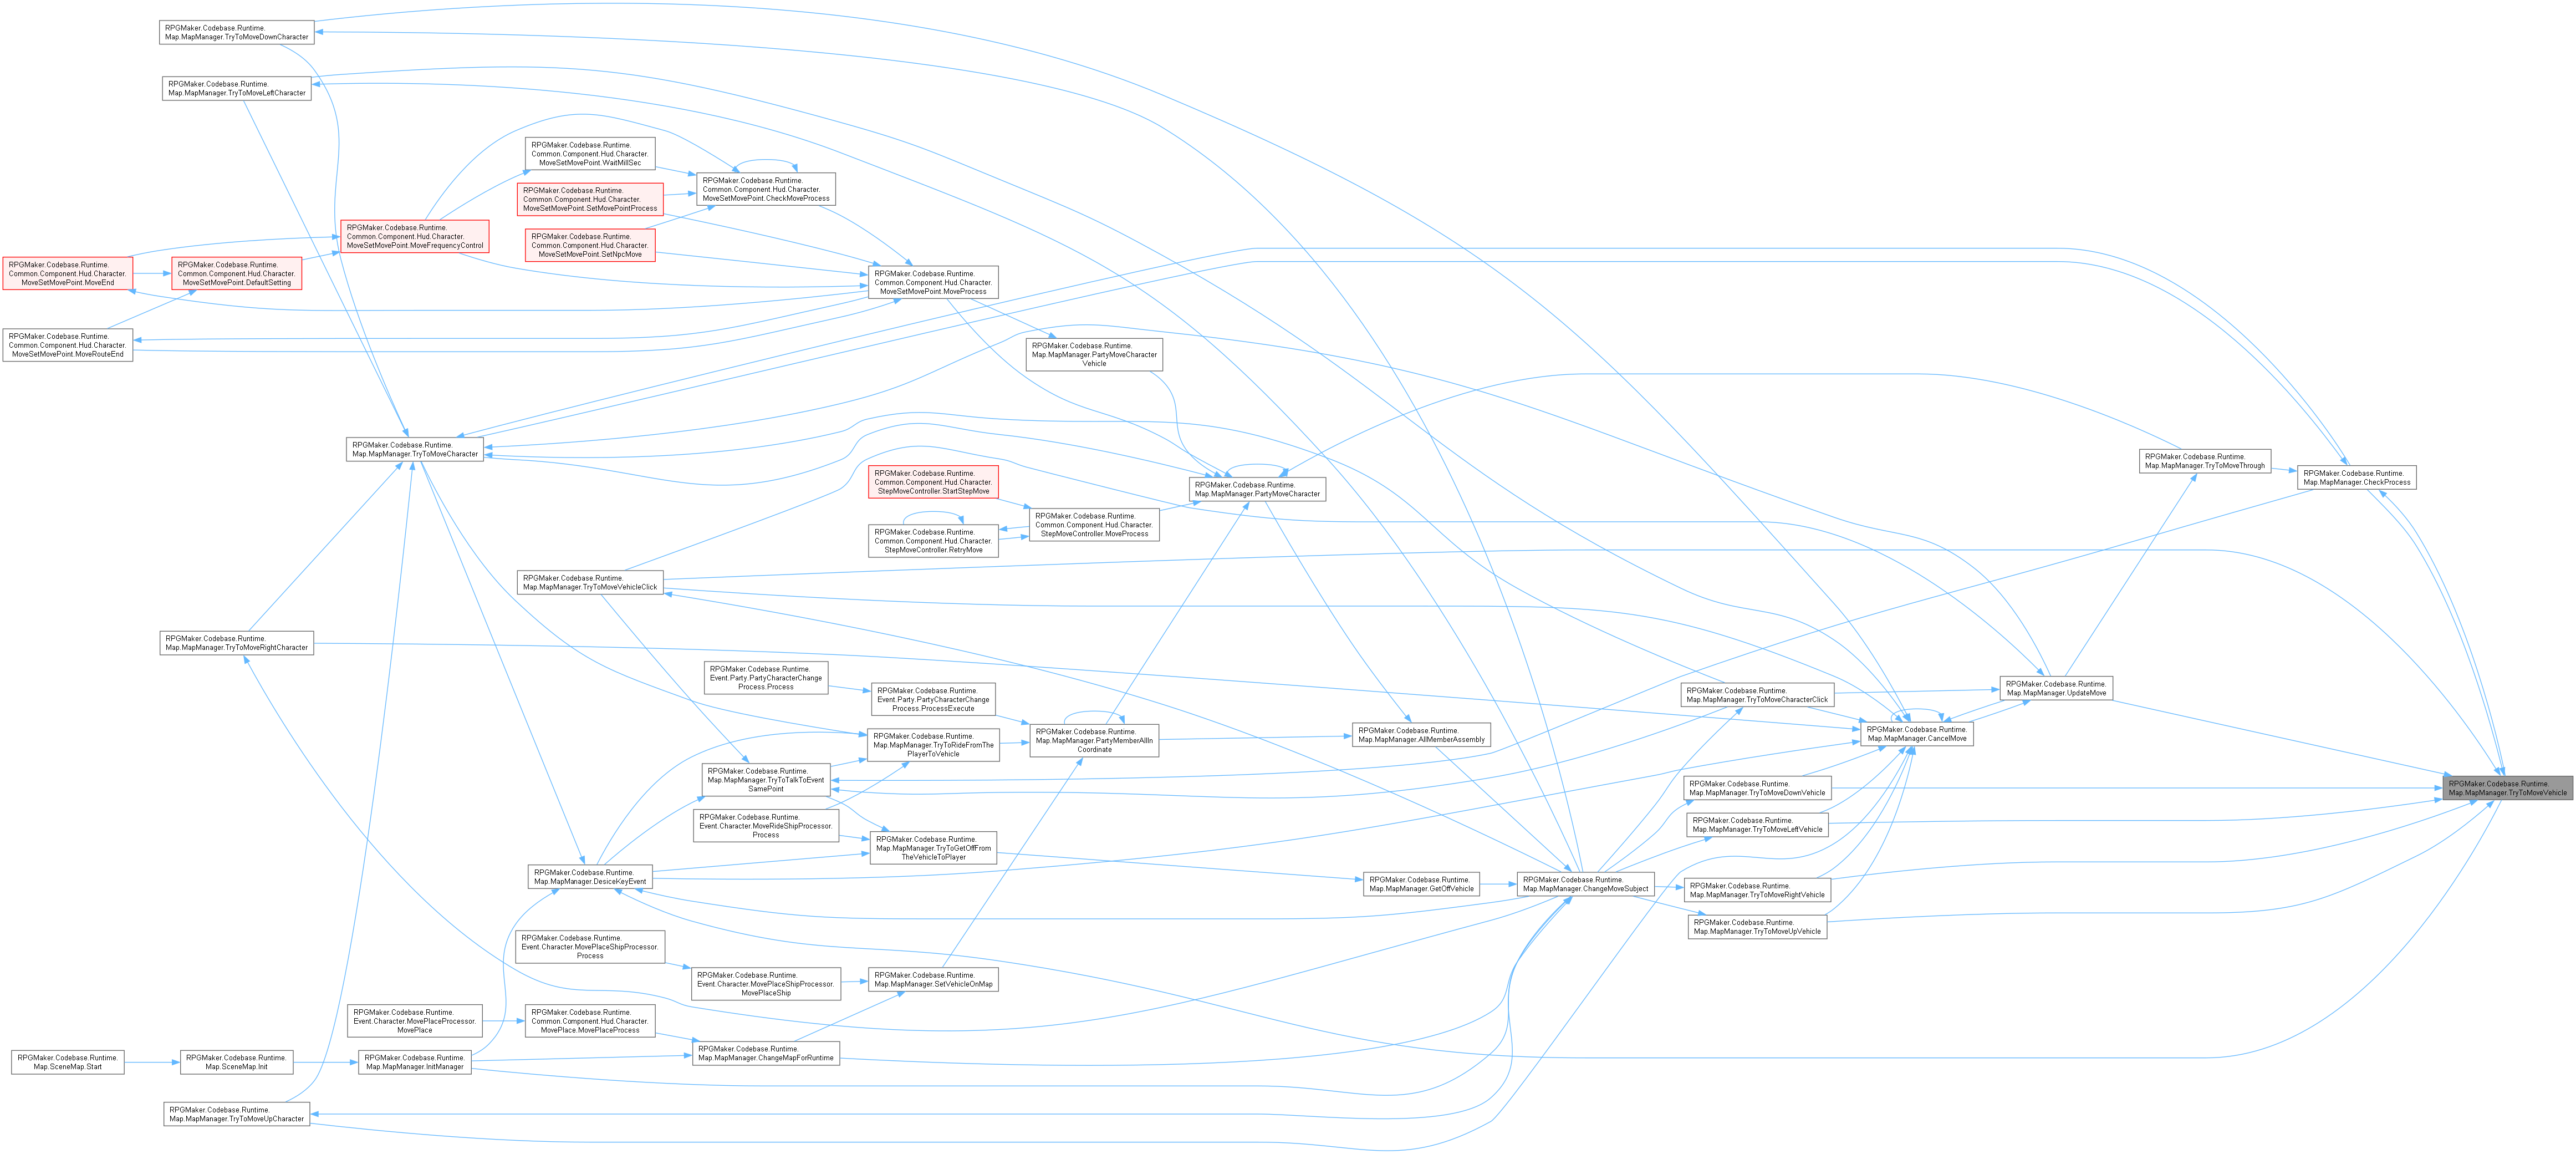 RPGMaker.Codebase.Runtime.
Map.MapManager.TryToMoveDownCharacter
RPGMaker.Codebase.Runtime.
Map.MapManager.TryToMoveLeftCharacter
RPGMaker.Codebase.Runtime.
Common.Component.Hud.Character.
MoveSetMovePoint.WaitMillSec
RPGMaker.Codebase.Runtime.
Common.Component.Hud.Character.
MoveSetMovePoint.CheckMoveProcess
RPGMaker.Codebase.Runtime.
Common.Component.Hud.Character.
MoveSetMovePoint.SetMovePointProcess
RPGMaker.Codebase.Runtime.
Common.Component.Hud.Character.
MoveSetMovePoint.MoveFrequencyControl
RPGMaker.Codebase.Runtime.
Common.Component.Hud.Character.
MoveSetMovePoint.SetNpcMove
RPGMaker.Codebase.Runtime.
Common.Component.Hud.Character.
MoveSetMovePoint.MoveEnd
RPGMaker.Codebase.Runtime.
Common.Component.Hud.Character.
MoveSetMovePoint.DefaultSetting
RPGMaker.Codebase.Runtime.
Common.Component.Hud.Character.
MoveSetMovePoint.MoveProcess
RPGMaker.Codebase.Runtime.
Common.Component.Hud.Character.
MoveSetMovePoint.MoveRouteEnd
RPGMaker.Codebase.Runtime.
Map.MapManager.PartyMoveCharacter
Vehicle
RPGMaker.Codebase.Runtime.
Map.MapManager.TryToMoveCharacter
RPGMaker.Codebase.Runtime.
Map.MapManager.TryToMoveThrough
RPGMaker.Codebase.Runtime.
Map.MapManager.CheckProcess
RPGMaker.Codebase.Runtime.
Common.Component.Hud.Character.
StepMoveController.StartStepMove
RPGMaker.Codebase.Runtime.
Map.MapManager.PartyMoveCharacter
RPGMaker.Codebase.Runtime.
Common.Component.Hud.Character.
StepMoveController.MoveProcess
RPGMaker.Codebase.Runtime.
Common.Component.Hud.Character.
StepMoveController.RetryMove
RPGMaker.Codebase.Runtime.
Map.MapManager.TryToMoveVehicleClick
RPGMaker.Codebase.Runtime.
Map.MapManager.TryToMoveRightCharacter
RPGMaker.Codebase.Runtime.
Event.Party.PartyCharacterChange
Process.Process
RPGMaker.Codebase.Runtime.
Event.Party.PartyCharacterChange
Process.ProcessExecute
RPGMaker.Codebase.Runtime.
Map.MapManager.TryToMoveCharacterClick
RPGMaker.Codebase.Runtime.
Map.MapManager.UpdateMove
RPGMaker.Codebase.Runtime.
Map.MapManager.TryToRideFromThe
PlayerToVehicle
RPGMaker.Codebase.Runtime.
Map.MapManager.PartyMemberAllIn
Coordinate
RPGMaker.Codebase.Runtime.
Map.MapManager.AllMemberAssembly
RPGMaker.Codebase.Runtime.
Map.MapManager.CancelMove
RPGMaker.Codebase.Runtime.
Map.MapManager.TryToTalkToEvent
SamePoint
RPGMaker.Codebase.Runtime.
Map.MapManager.TryToMoveDownVehicle
RPGMaker.Codebase.Runtime.
Map.MapManager.TryToMoveVehicle
RPGMaker.Codebase.Runtime.
Event.Character.MoveRideShipProcessor.
Process
RPGMaker.Codebase.Runtime.
Map.MapManager.TryToMoveLeftVehicle
RPGMaker.Codebase.Runtime.
Map.MapManager.TryToGetOffFrom
TheVehicleToPlayer
RPGMaker.Codebase.Runtime.
Map.MapManager.DesiceKeyEvent
RPGMaker.Codebase.Runtime.
Map.MapManager.GetOffVehicle
RPGMaker.Codebase.Runtime.
Map.MapManager.ChangeMoveSubject
RPGMaker.Codebase.Runtime.
Map.MapManager.TryToMoveRightVehicle
RPGMaker.Codebase.Runtime.
Map.MapManager.TryToMoveUpVehicle
RPGMaker.Codebase.Runtime.
Event.Character.MovePlaceShipProcessor.
Process
RPGMaker.Codebase.Runtime.
Event.Character.MovePlaceShipProcessor.
MovePlaceShip
RPGMaker.Codebase.Runtime.
Map.MapManager.SetVehicleOnMap
RPGMaker.Codebase.Runtime.
Event.Character.MovePlaceProcessor.
MovePlace
RPGMaker.Codebase.Runtime.
Common.Component.Hud.Character.
MovePlace.MovePlaceProcess
RPGMaker.Codebase.Runtime.
Map.MapManager.ChangeMapForRuntime
RPGMaker.Codebase.Runtime.
Map.SceneMap.Start
RPGMaker.Codebase.Runtime.
Map.SceneMap.Init
RPGMaker.Codebase.Runtime.
Map.MapManager.InitManager
RPGMaker.Codebase.Runtime.
Map.MapManager.TryToMoveUpCharacter